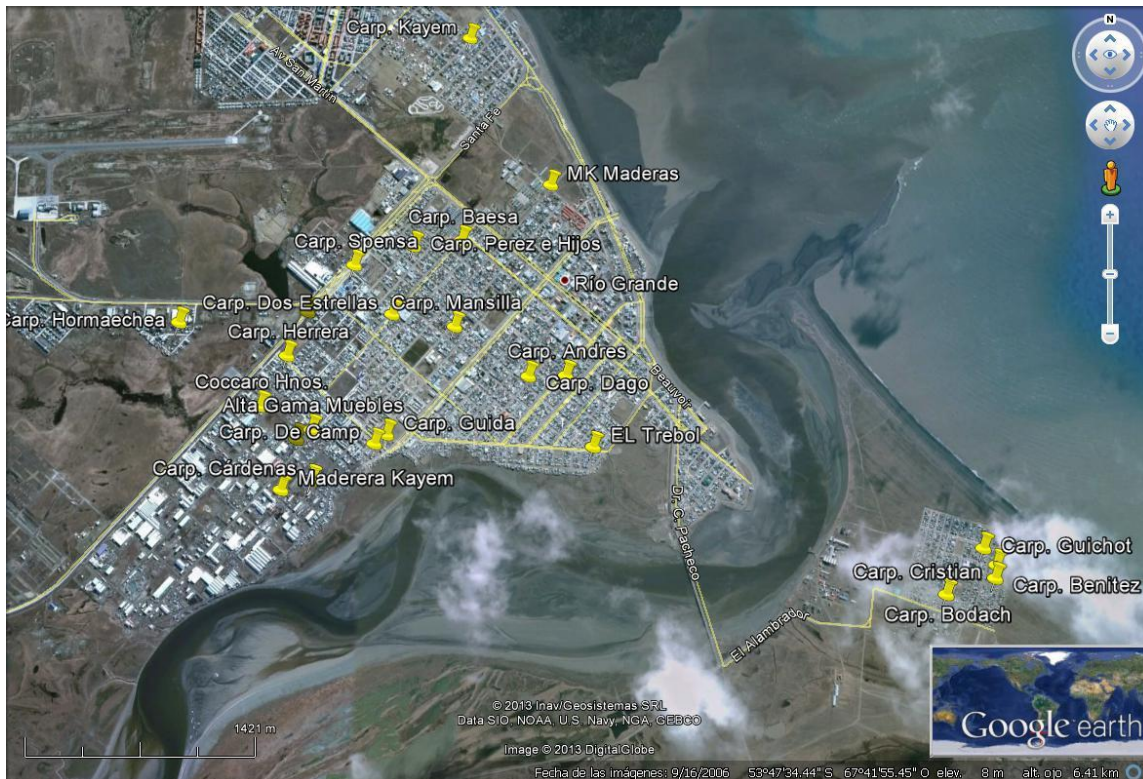 Carp. Kayem
N
Av San Martin
Santa Fe
MK Maderas
Carp. Baesa
Carp. Spensa
Carp. Perez e Hijos
Río Grande
Carp. Dos Estrellas
Carp. Mansilla
Carp. Hormaechea
Carp. Herrera
Carp. Andres
Beauvoir
Coccaro Hnos.
Carp. Dago
Alta Gama Muebles
Carp. De Camp
Carp. Guida
EL Trebol
Carp. Cárdenas
Maderera Kayem
Dr. C. Pacheco
Carp. Guichot
Carp. Cristian
Carp. Benitez
Carp. Bodach
El Alambrador
© 2013 Inav/Geosistemas SRL
Data SIO, NOAA, U.S. Navy, NGA, GEBCO
1421 m
Google earth
Image © 2013 DigitalGlobe
Fecha de las imágenes: 9/16/2006 53°47'34.44" S 67°41'55.45" O elev. 8 m alt. ojo 6.41 km